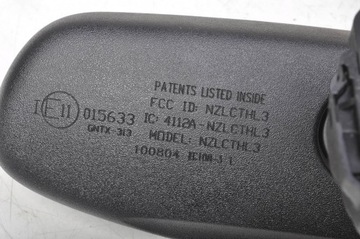 PATENTS LISTED INSIDE
FCC ID: NZLCTHL3
I E11 015633 IC: 4112A-NZLCTHL3
GNTX-313 MODEL: NZLCTHL3
100804